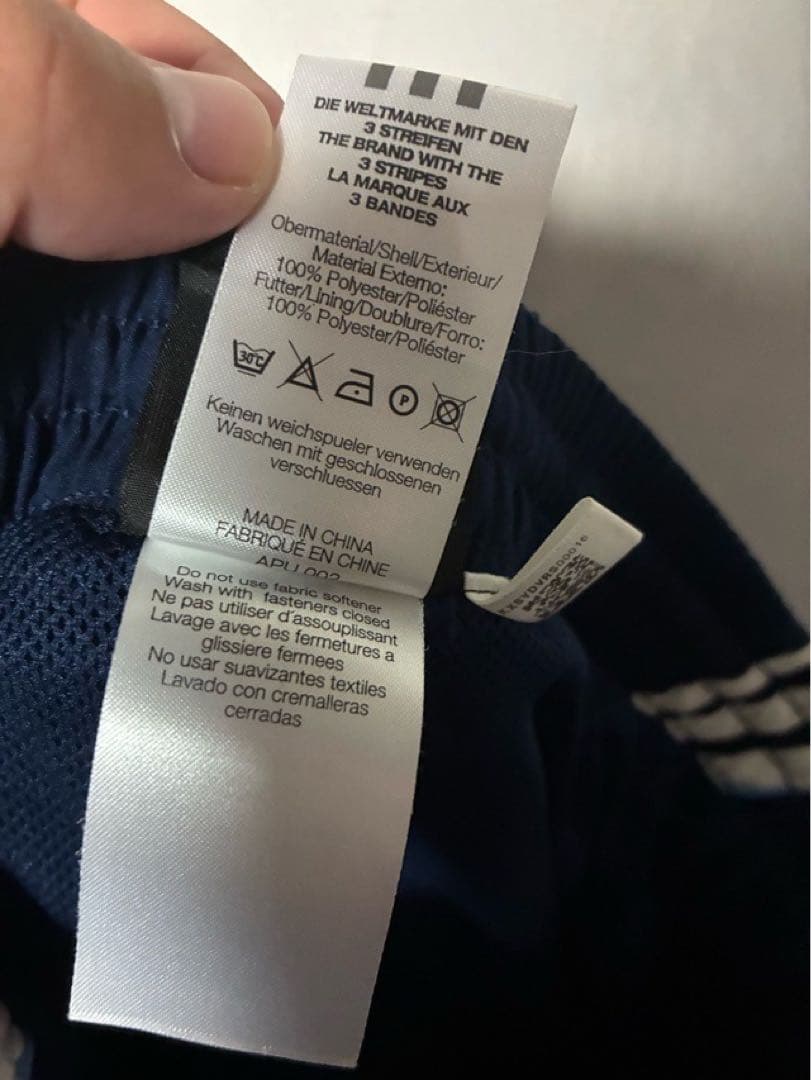 DIE WELTMARKE MIT DEN
3 STREIFEN
THE BRAND WITH THE
3 STRIPES
LA MARQUE AUX
3 BANDES
Obermaterial/Shell/Exterieur/
Material Externo:
100% Polyester/Poliéster
Futter/Lining/Doublure/Forro:
100% Polyester/Poliéster
30°C
P
Keinen weichspueler verwenden
Waschen mit geschlossenen
verschluessen
MADE IN CHINA
FABRIQUÉ EN CHINE
APU 002
Do not use fabric softener
Wash with fasteners closed
Ne pas utiliser d'assouplissant
Lavage avec les fermetures a
glissiere fermees
No usar suavizantes textiles
Lavado con cremalleras
cerradas